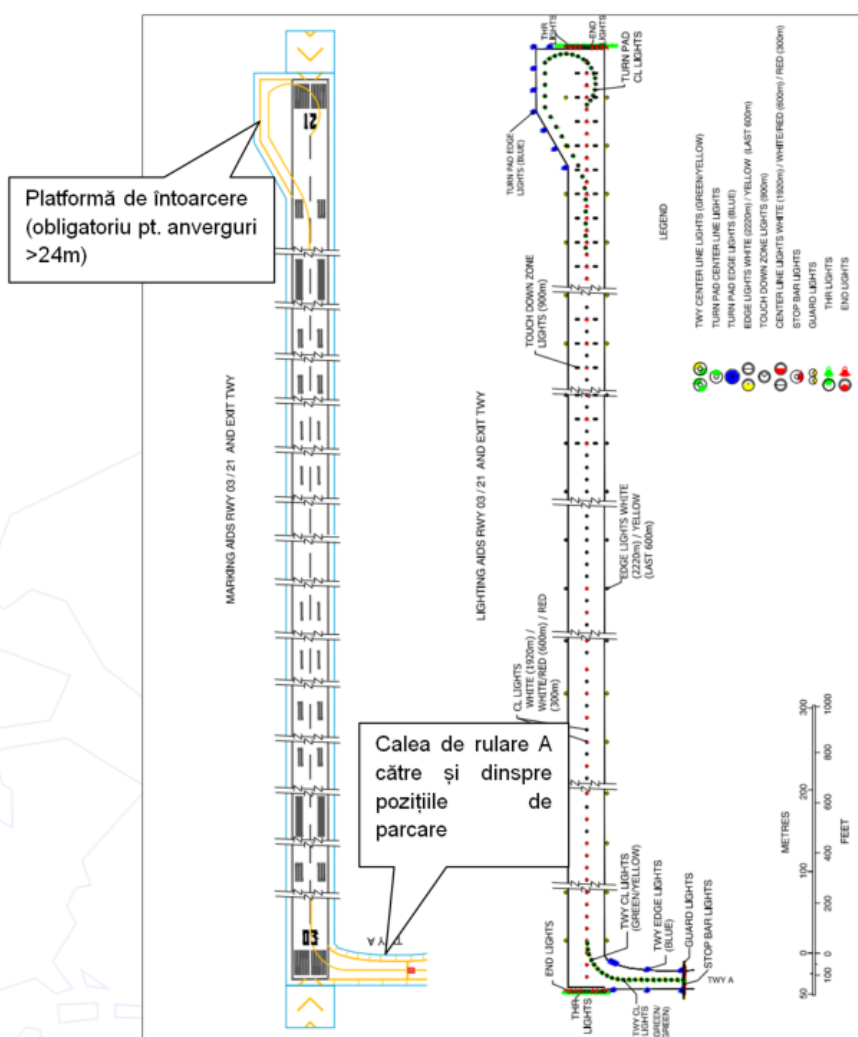 Platformă de întoarcere
(obligatoriu pt. anverguri
>24m)
21
MARKING AIDS RWY 03 / 21 AND EXIT TWY
03
TWY A
Calea de rulare A
către și dinspre
pozițiile de
parcare
THR
LIGHTS
END
LIGHTS
TURN PAD
CL LIGHTS
TURN PAD EDGE
LIGHTS (BLUE)
TOUCH DOWN ZONE
LIGHTS (900m)
LIGHTING AIDS RWY 03 / 21 AND EXIT TWY
EDGE LIGHTS WHITE
(2220m) / YELLOW
(LAST 600m)
CL LIGHTS
WHITE (1920m) /
WHITE/RED (600m) / RED
(300m)
TWY CL LIGHTS
(GREEN/YELLOW)
TWY EDGE LIGHTS
(BLUE)
GUARD LIGHTS
STOP BAR LIGHTS
TWY A
END LIGHTS
THR
LIGHTS
TWY CL
LIGHTS
(GREEN/
GREEN)
LEGEND
TWY CENTER LINE LIGHTS (GREEN/YELLOW)
TURN PAD CENTER LINE LIGHTS
TURN PAD EDGE LIGHTS (BLUE)
EDGE LIGHTS WHITE (2220m) / YELLOW (LAST 600m)
TOUCH DOWN ZONE LIGHTS (900m)
CENTER LINE LIGHTS WHITE (1920m) / WHITE/RED (600m) / RED (300m)
STOP BAR LIGHTS
GUARD LIGHTS
THR LIGHTS
END LIGHTS
METRES
50 0 100 200 300
FEET
100 0 200 400 600 800 1000